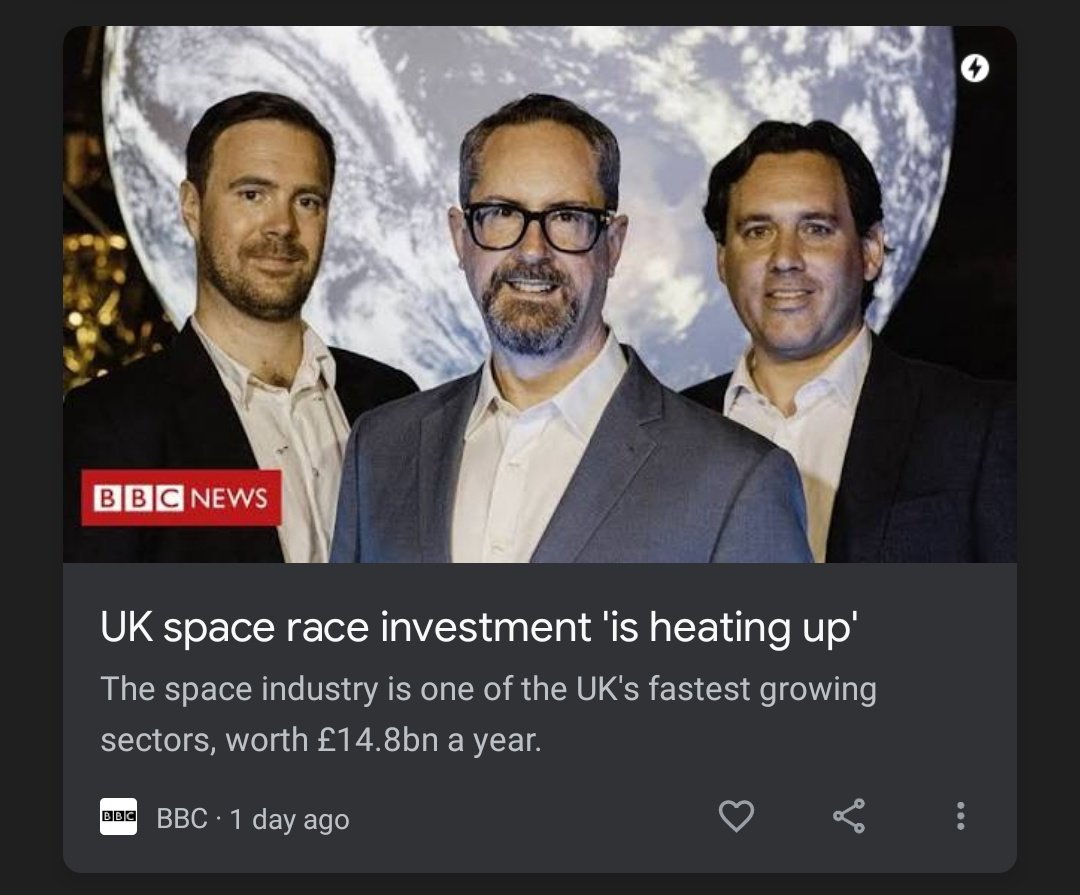 BBC NEWS
UK space race investment 'is heating up'
The space industry is one of the UK's fastest growing
sectors, worth £14.8bn a year.
BBC BBC · 1 day ago